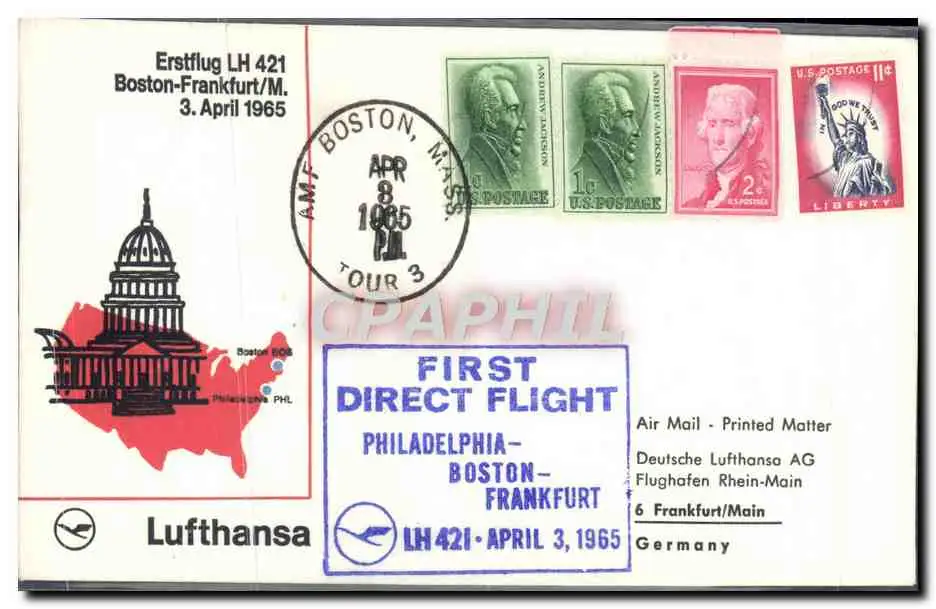 Erstflug LH 421
Boston-Frankfurt/M.
3. April 1965
AMF BOSTON, MASS
APR
8
1965
P.M.
TOUR 3
ANDREW JACKSON
1c
U.S. POSTAGE
ANDREW JACKSON
1c
U.S. POSTAGE
2c
U.S. POSTAGE
U.S. POSTAGE 11c
IN GOD WE TRUST
LIBERTY
CPAPHIL
Boston BOS
Philadelphia PHL
Lufthansa
FIRST
DIRECT FLIGHT
PHILADELPHIA-
BOSTON-
FRANKFURT
LH 421 • APRIL 3, 1965
Air Mail - Printed Matter
Deutsche Lufthansa AG
Flughafen Rhein-Main
6 Frankfurt/Main
Germany